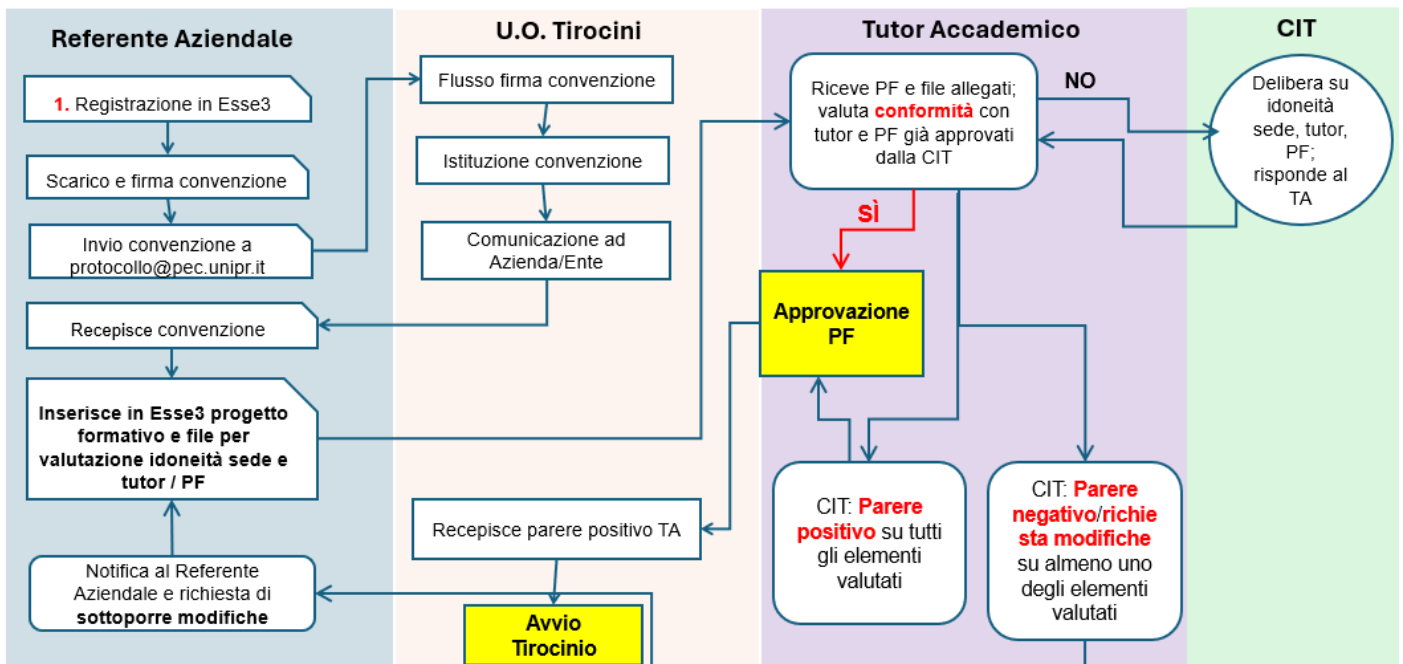 Referente Aziendale
1. Registrazione in Esse3
Scarico e firma convenzione
Invio convenzione a
protocollo@pec.unipr.it
Recepisce convenzione
Inserisce in Esse3 progetto
formativo e file per
valutazione idoneità sede e
tutor / PF
Notifica al Referente
Aziendale e richiesta di
sottoporre modifiche
U.O. Tirocini
Flusso firma convenzione
Istituzione convenzione
Comunicazione ad
Azienda/Ente
Recepisce parere positivo TA
Avvio
Tirocinio
Tutor Accademico
Riceve PF e file allegati;
valuta conformità con
tutor e PF già approvati
dalla CIT
NO
SÌ
Approvazione
PF
CIT: Parere
positivo su tutti
gli elementi
valutati
CIT: Parere
negativo/richie
sta modifiche
su almeno uno
degli elementi
valutati
CIT
Delibera su
idoneità
sede, tutor,
PF;
risponde al
TA